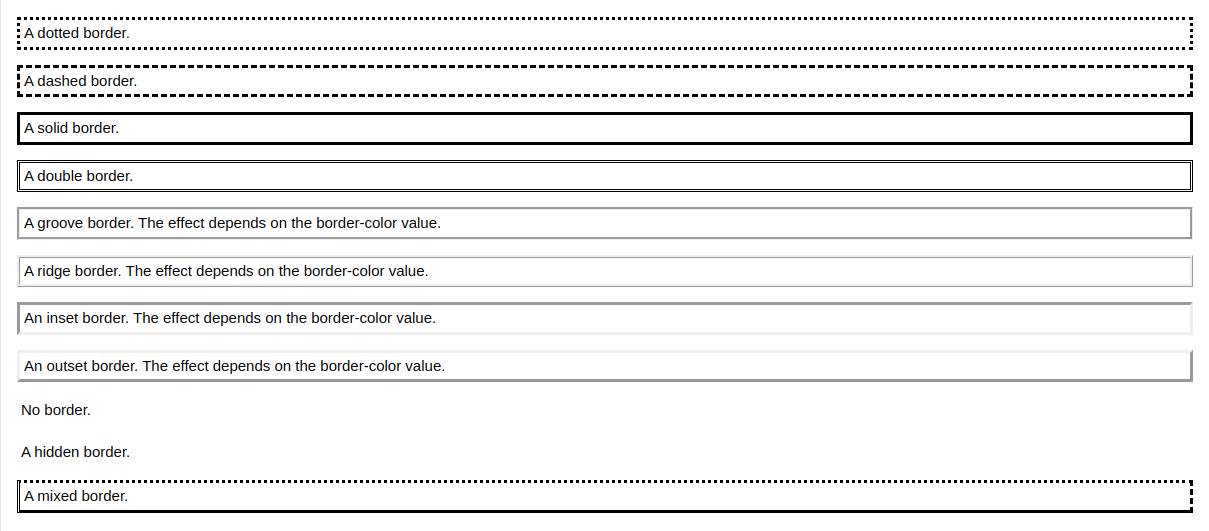 A dotted border.
A dashed border.
A solid border.
A double border.
A groove border. The effect depends on the border-color value.
A ridge border. The effect depends on the border-color value.
An inset border. The effect depends on the border-color value.
An outset border. The effect depends on the border-color value.
No border.
A hidden border.
A mixed border.